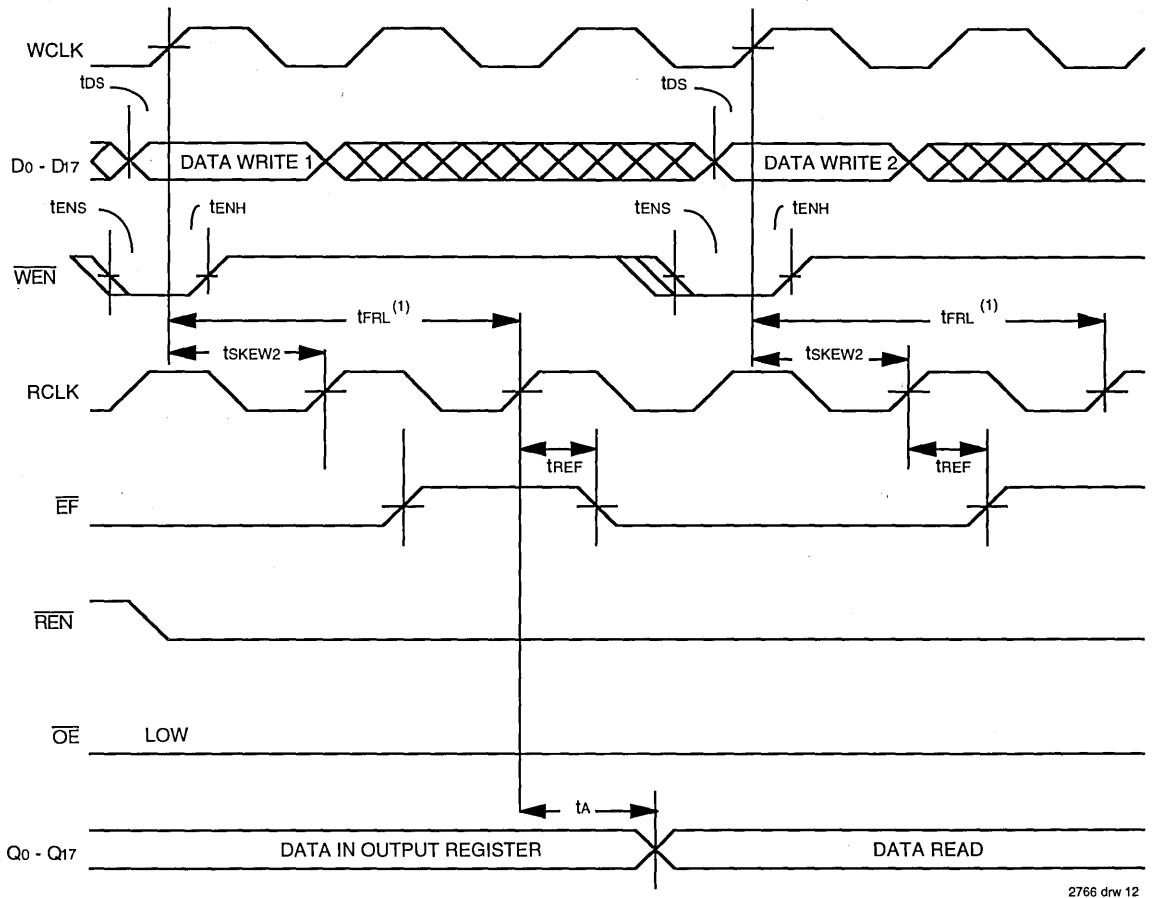 WCLK
tDS
tDS
D0 - D17
DATA WRITE 1
DATA WRITE 2
tENS
tENH
tENS
tENH
WEN
tFRL(1)
tFRL(1)
tSKEW2
tSKEW2
RCLK
tREF
tREF
EF
REN
OE
LOW
tA
Q0 - Q17
DATA IN OUTPUT REGISTER
DATA READ
2766 drw 12